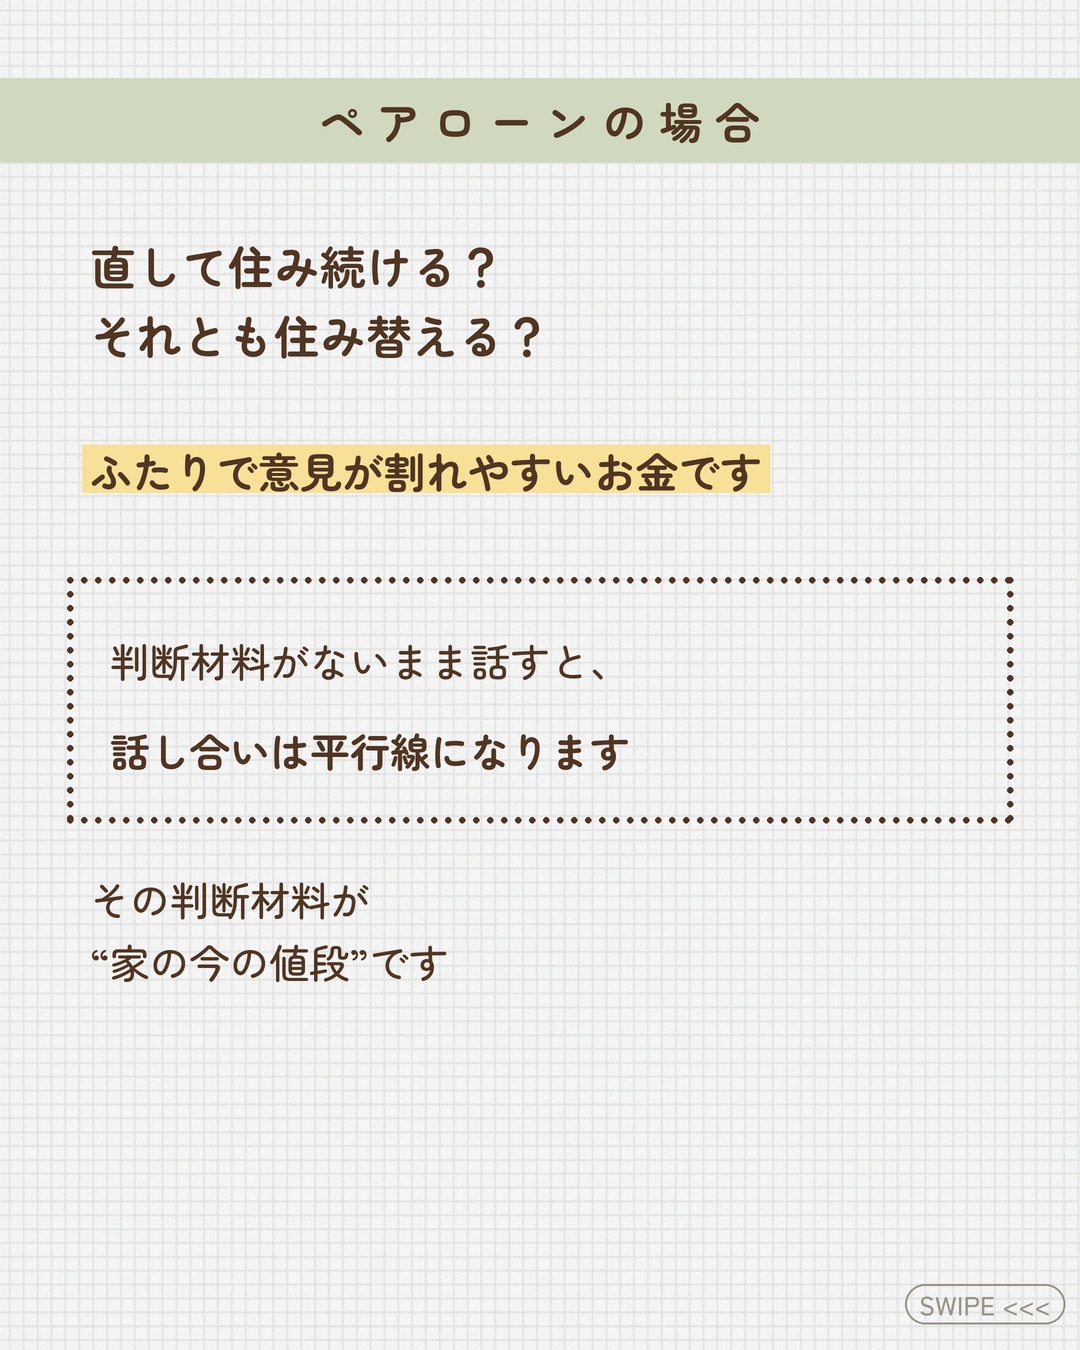 ペアローンの場合
直して住み続ける？
それとも住み替える？
ふたりで意見が割れやすいお金です
判断材料がないまま話すと、
話し合いは平行線になります
その判断材料が
“家の今の値段”です
SWIPE <<<